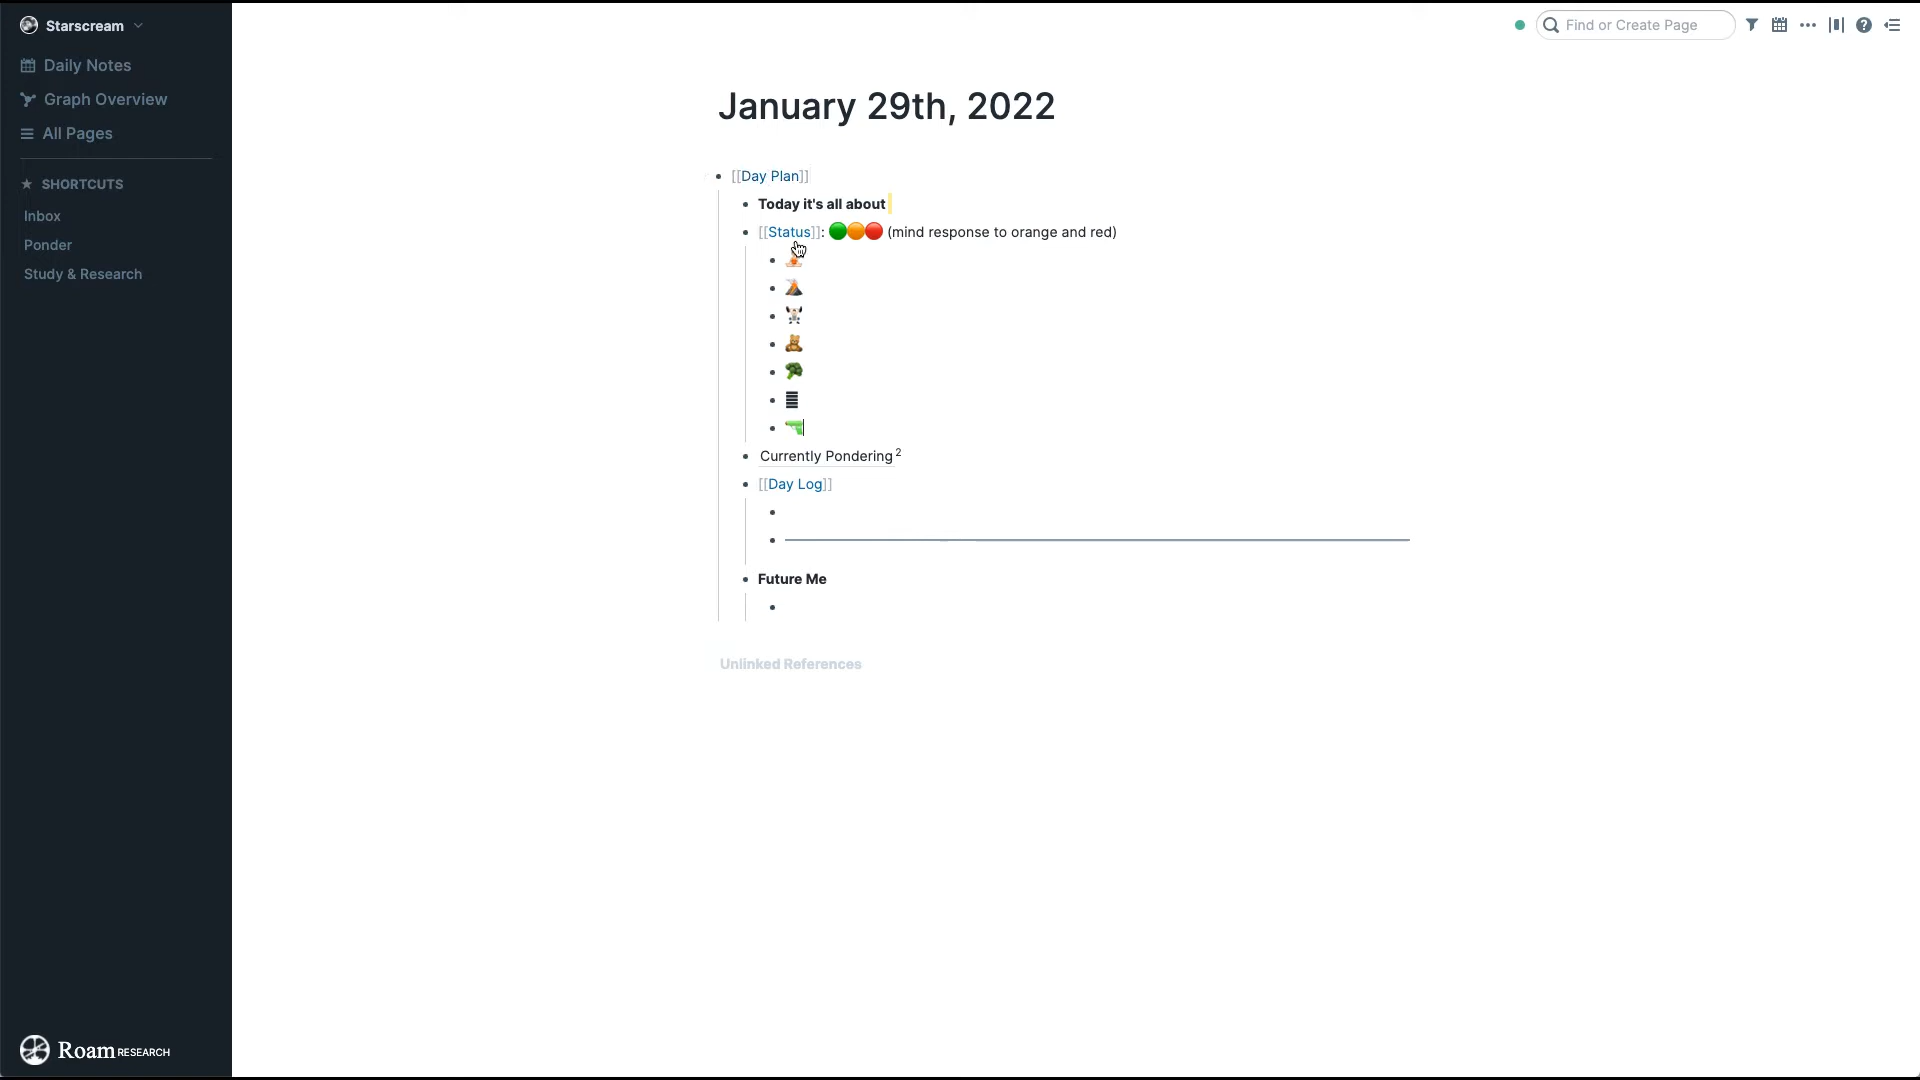 Starscream
Find or Create Page
Daily Notes
Graph Overview
All Pages
SHORTCUTS
Inbox
Ponder
Study & Research
January 29th, 2022
[[Day Plan]]
Today it's all about
[[Status]]: 🟢🟠🔴 (mind response to orange and red)
Currently Pondering 2
[[Day Log]]
Future Me
Unlinked References
Roam RESEARCH